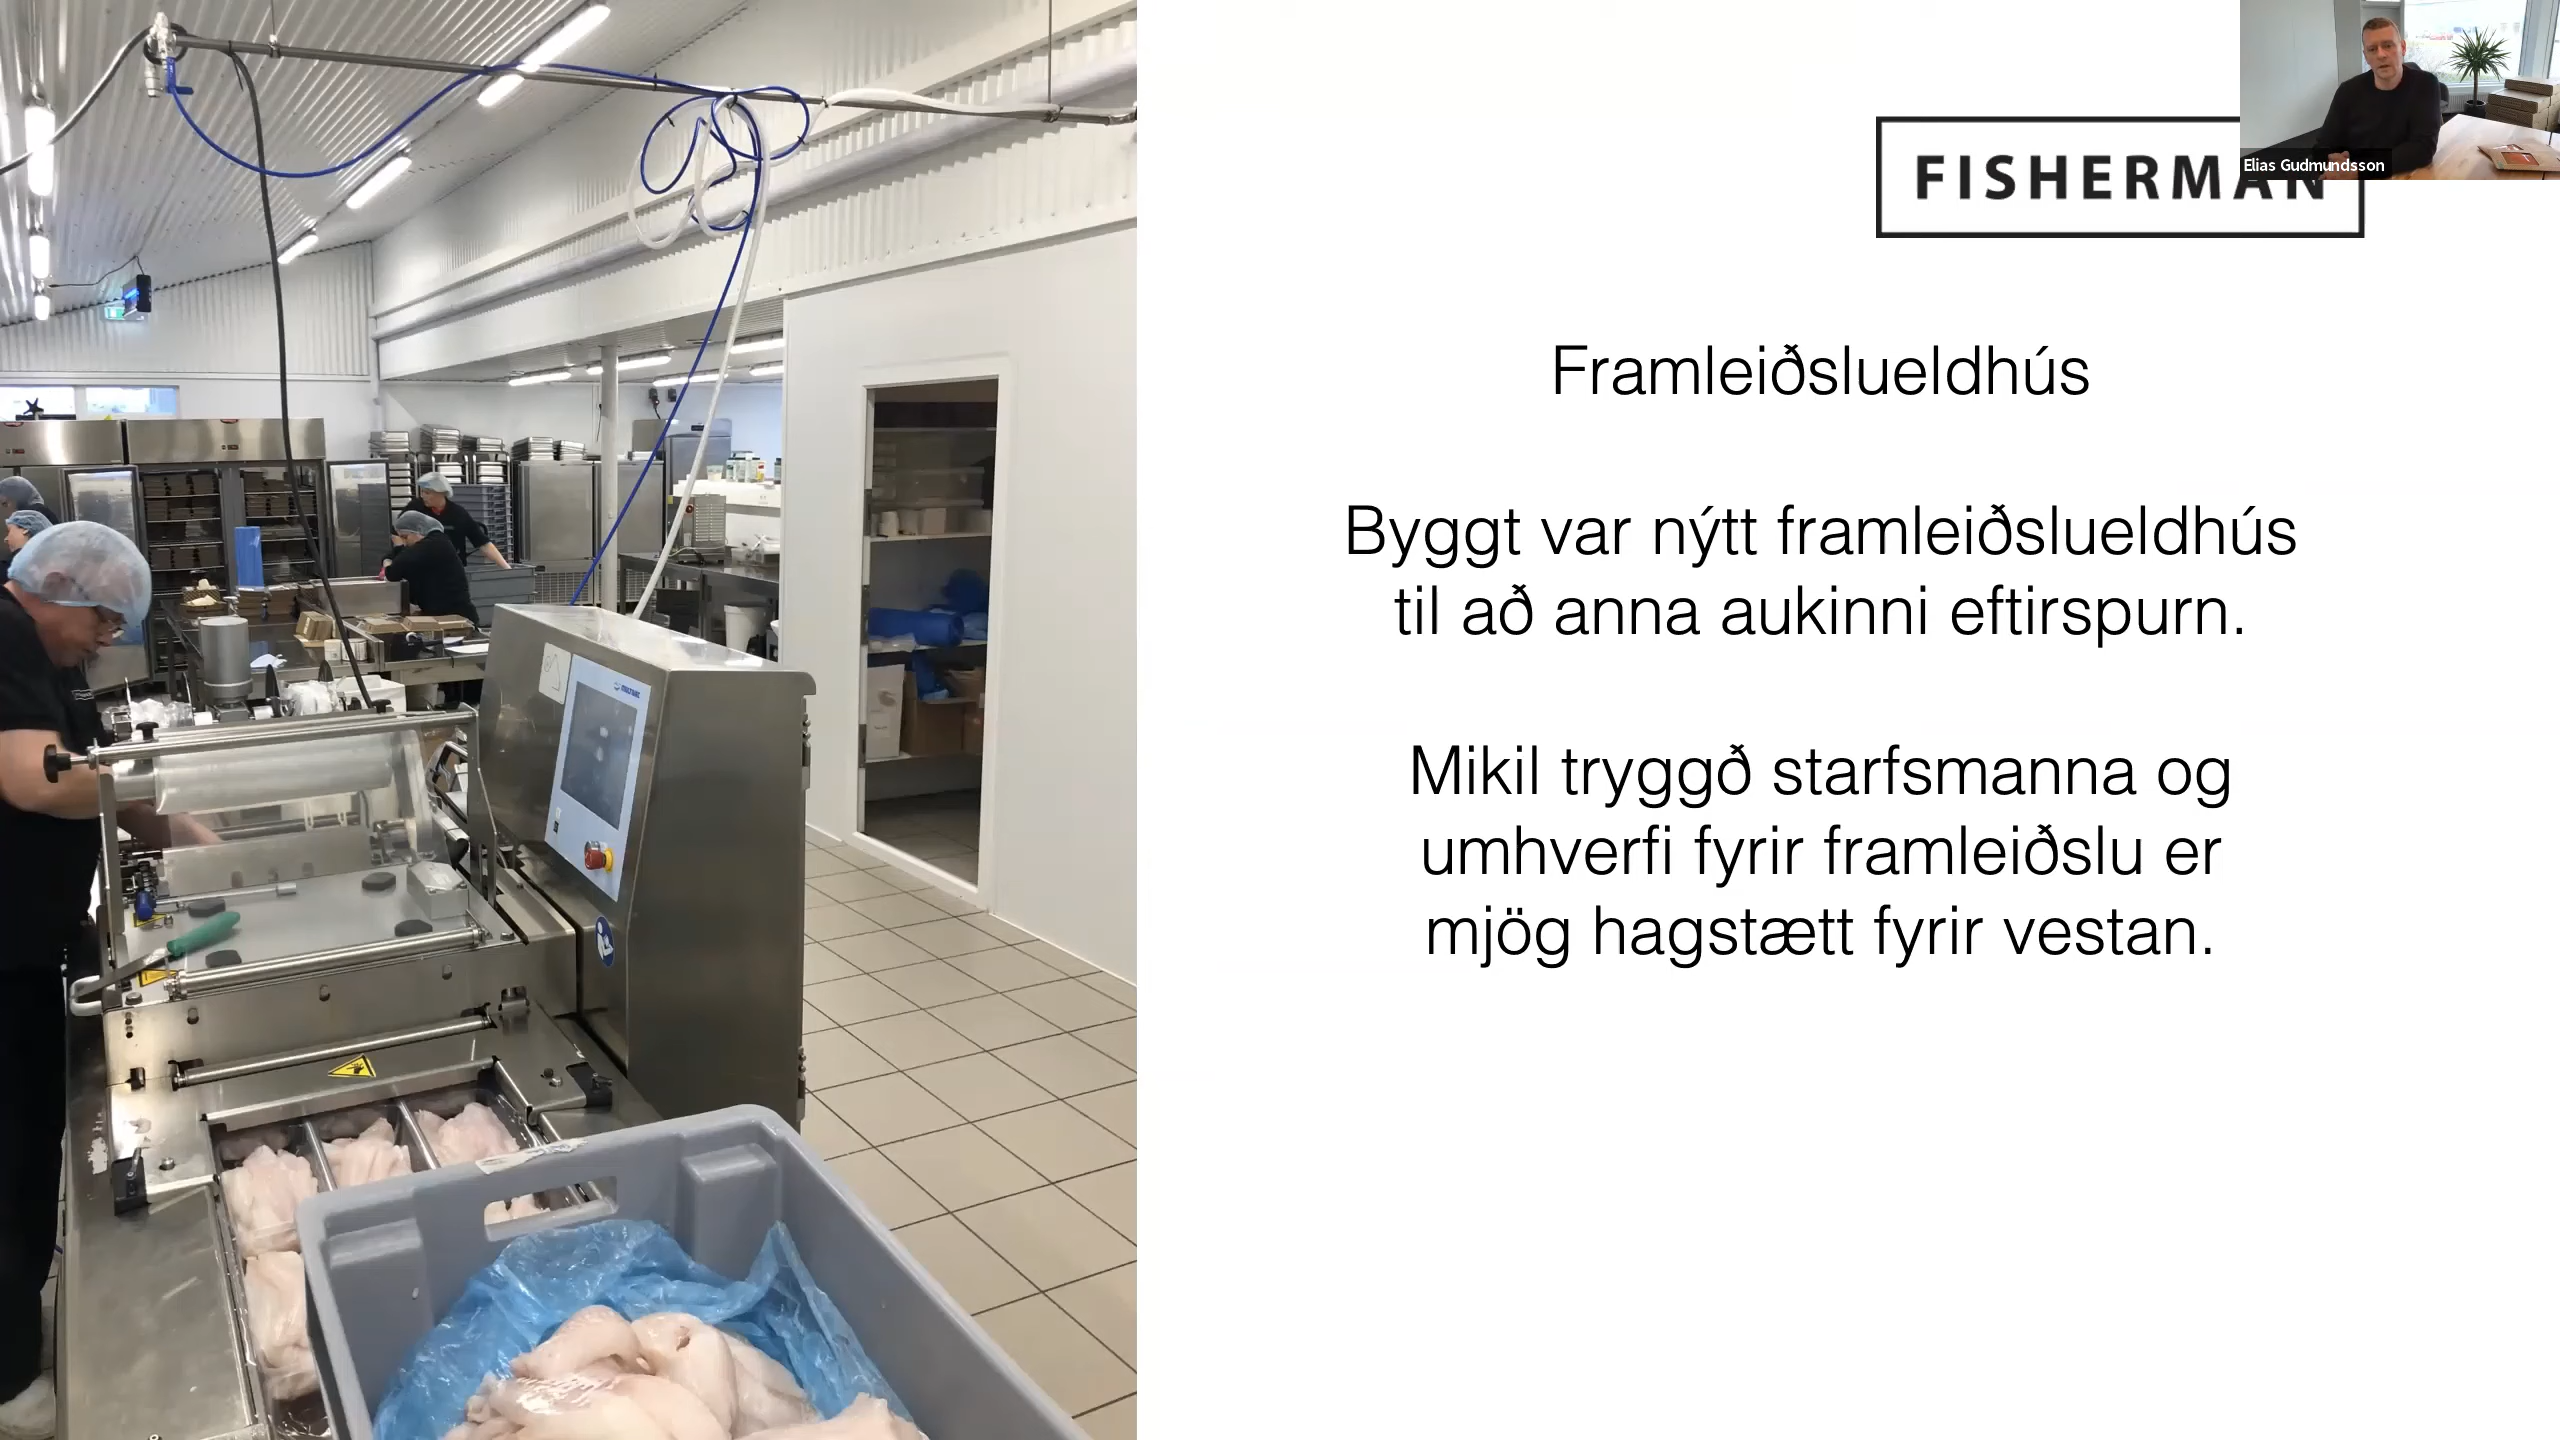 FISHERMAN
Elias Gudmundsson
Framleiðslueldhús
Byggt var nýtt framleiðslueldhús
til að anna aukinni eftirspurn.
Mikil tryggð starfsmanna og
umhverfi fyrir framleiðslu er
mjög hagstætt fyrir vestan.
MULTIVAC